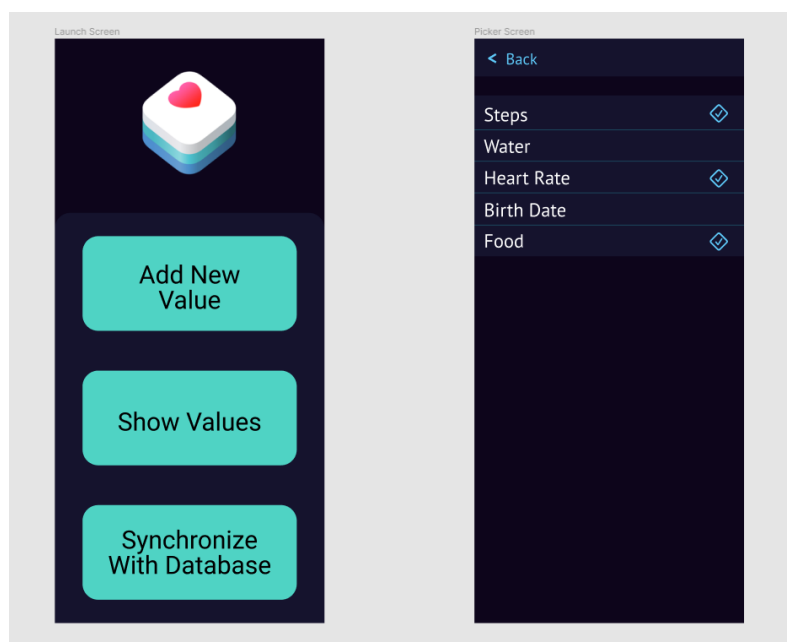 Launch Screen
Add New
Value
Show Values
Synchronize
With Database
Picker Screen
< Back
Steps
Water
Heart Rate
Birth Date
Food